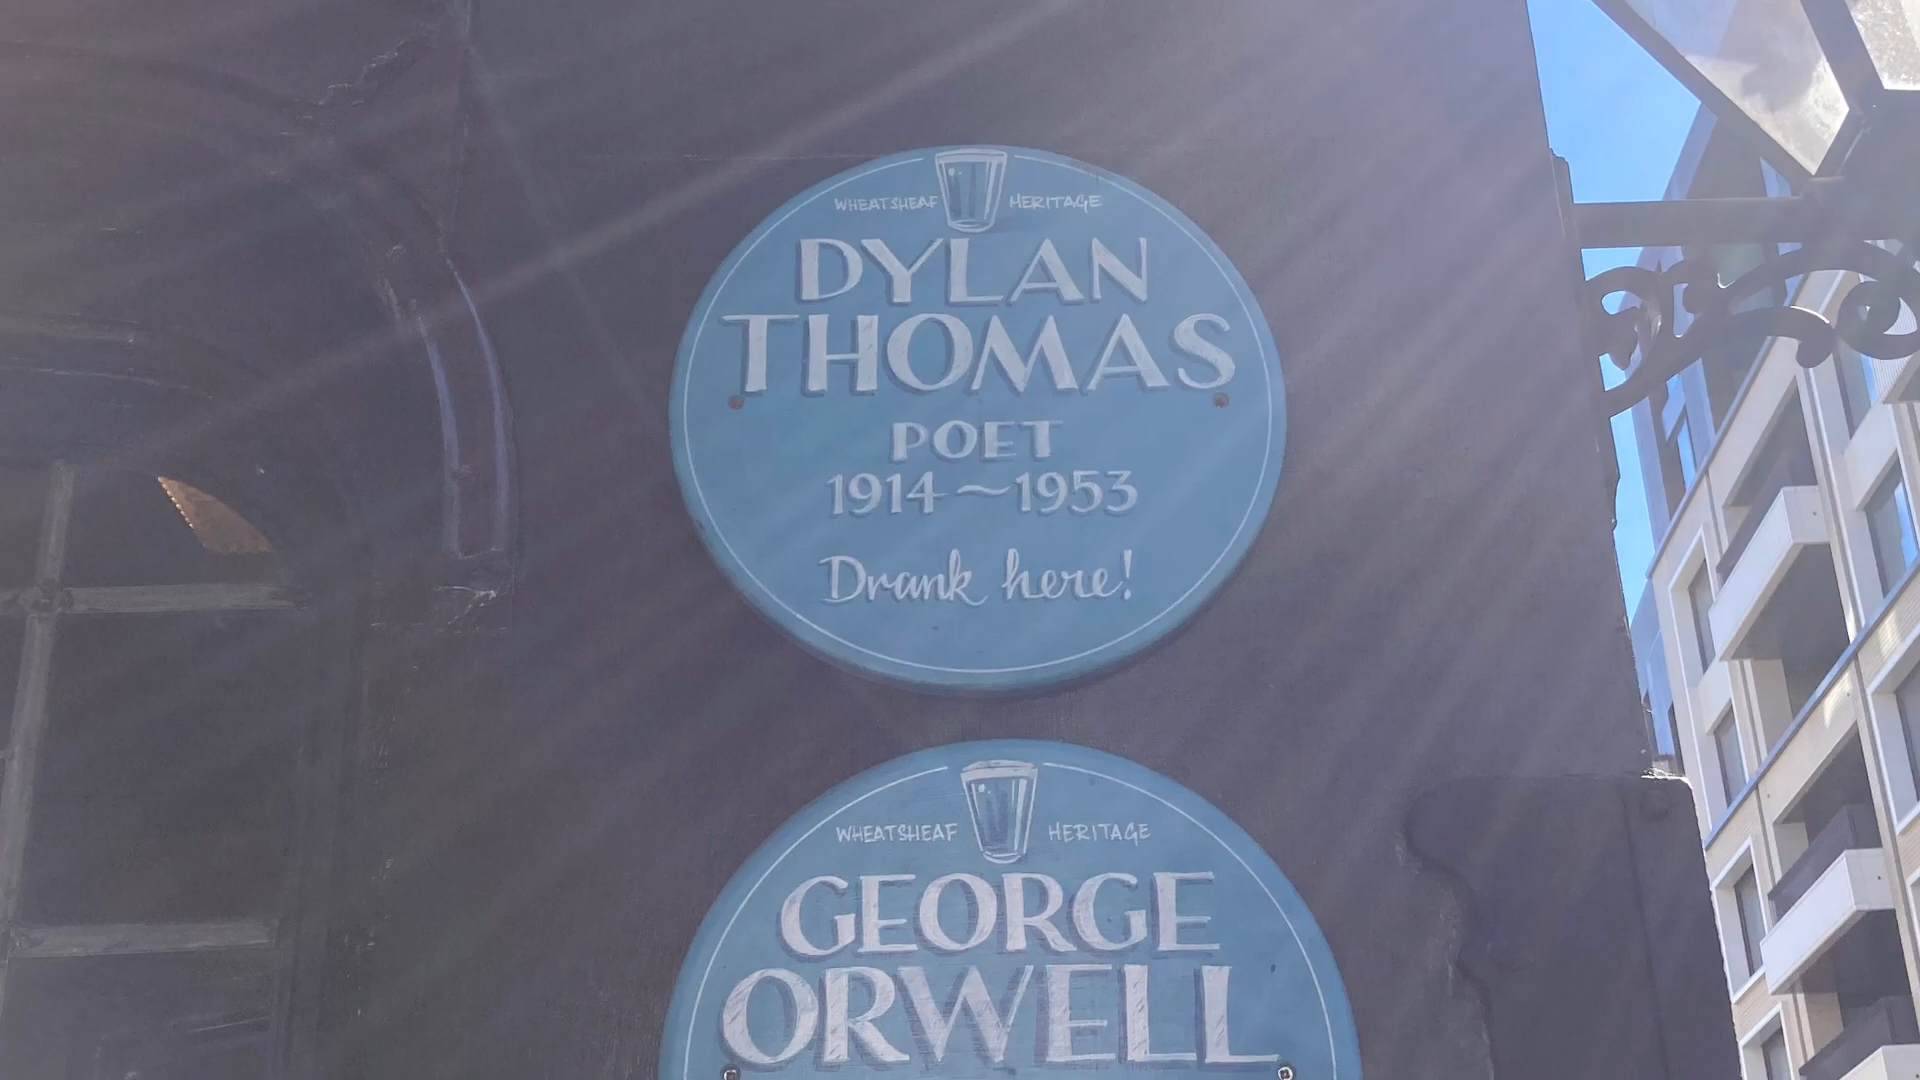 WHEATSHEAF HERITAGE
DYLAN
THOMAS
POET
1914~1953
Drank here!
WHEATSHEAF HERITAGE
GEORGE
ORWELL